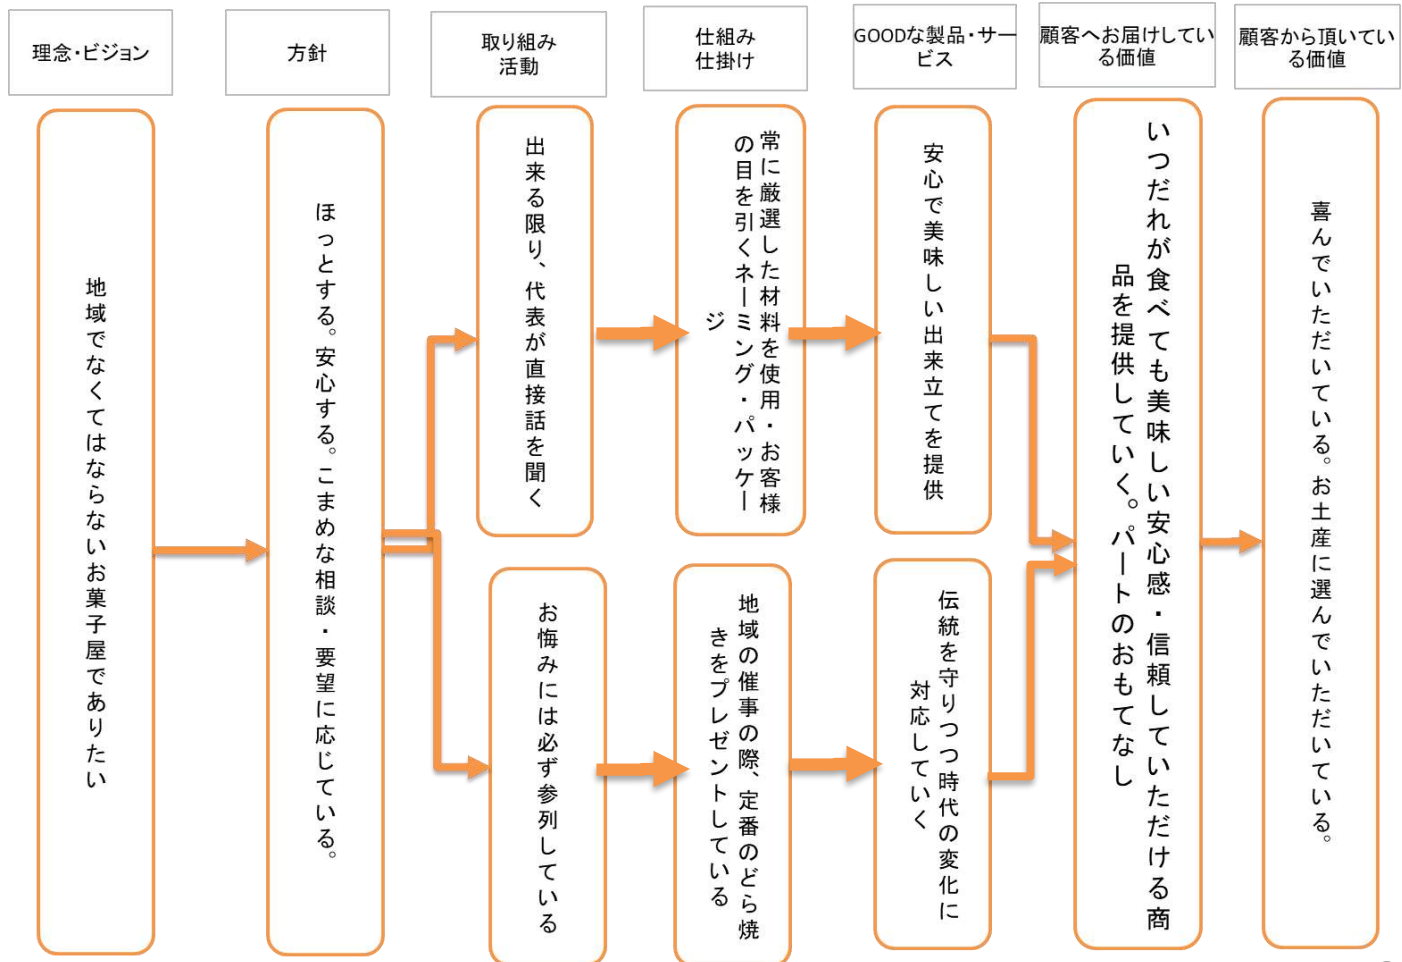 理念・ビジョン
方針
取り組み
活動
仕組み
仕掛け
GOODな製品・サー
ビス
顧客へお届けしてい
る価値
顧客から頂いてい
る価値
地域でなくてはならないお菓子屋でありたい
ほっとする。安心する。こまめな相談・要望に応じている。
出来る限り、代表が直接話を聞く
常に厳選した材料を使用・お客様
の目を引くネーミング・パッケー
ジ
安心で美味しい出来立てを提供
お悔みには必ず参列している
地域の催事の際、定番のどら焼
きをプレゼントしている
伝統を守りつつ時代の変化に
対応していく
いつだれが食べても美味しい安心感・信頼していただける商
品を提供していく。パートのおもてなし
喜んでいただいている。お土産に選んでいただいている。